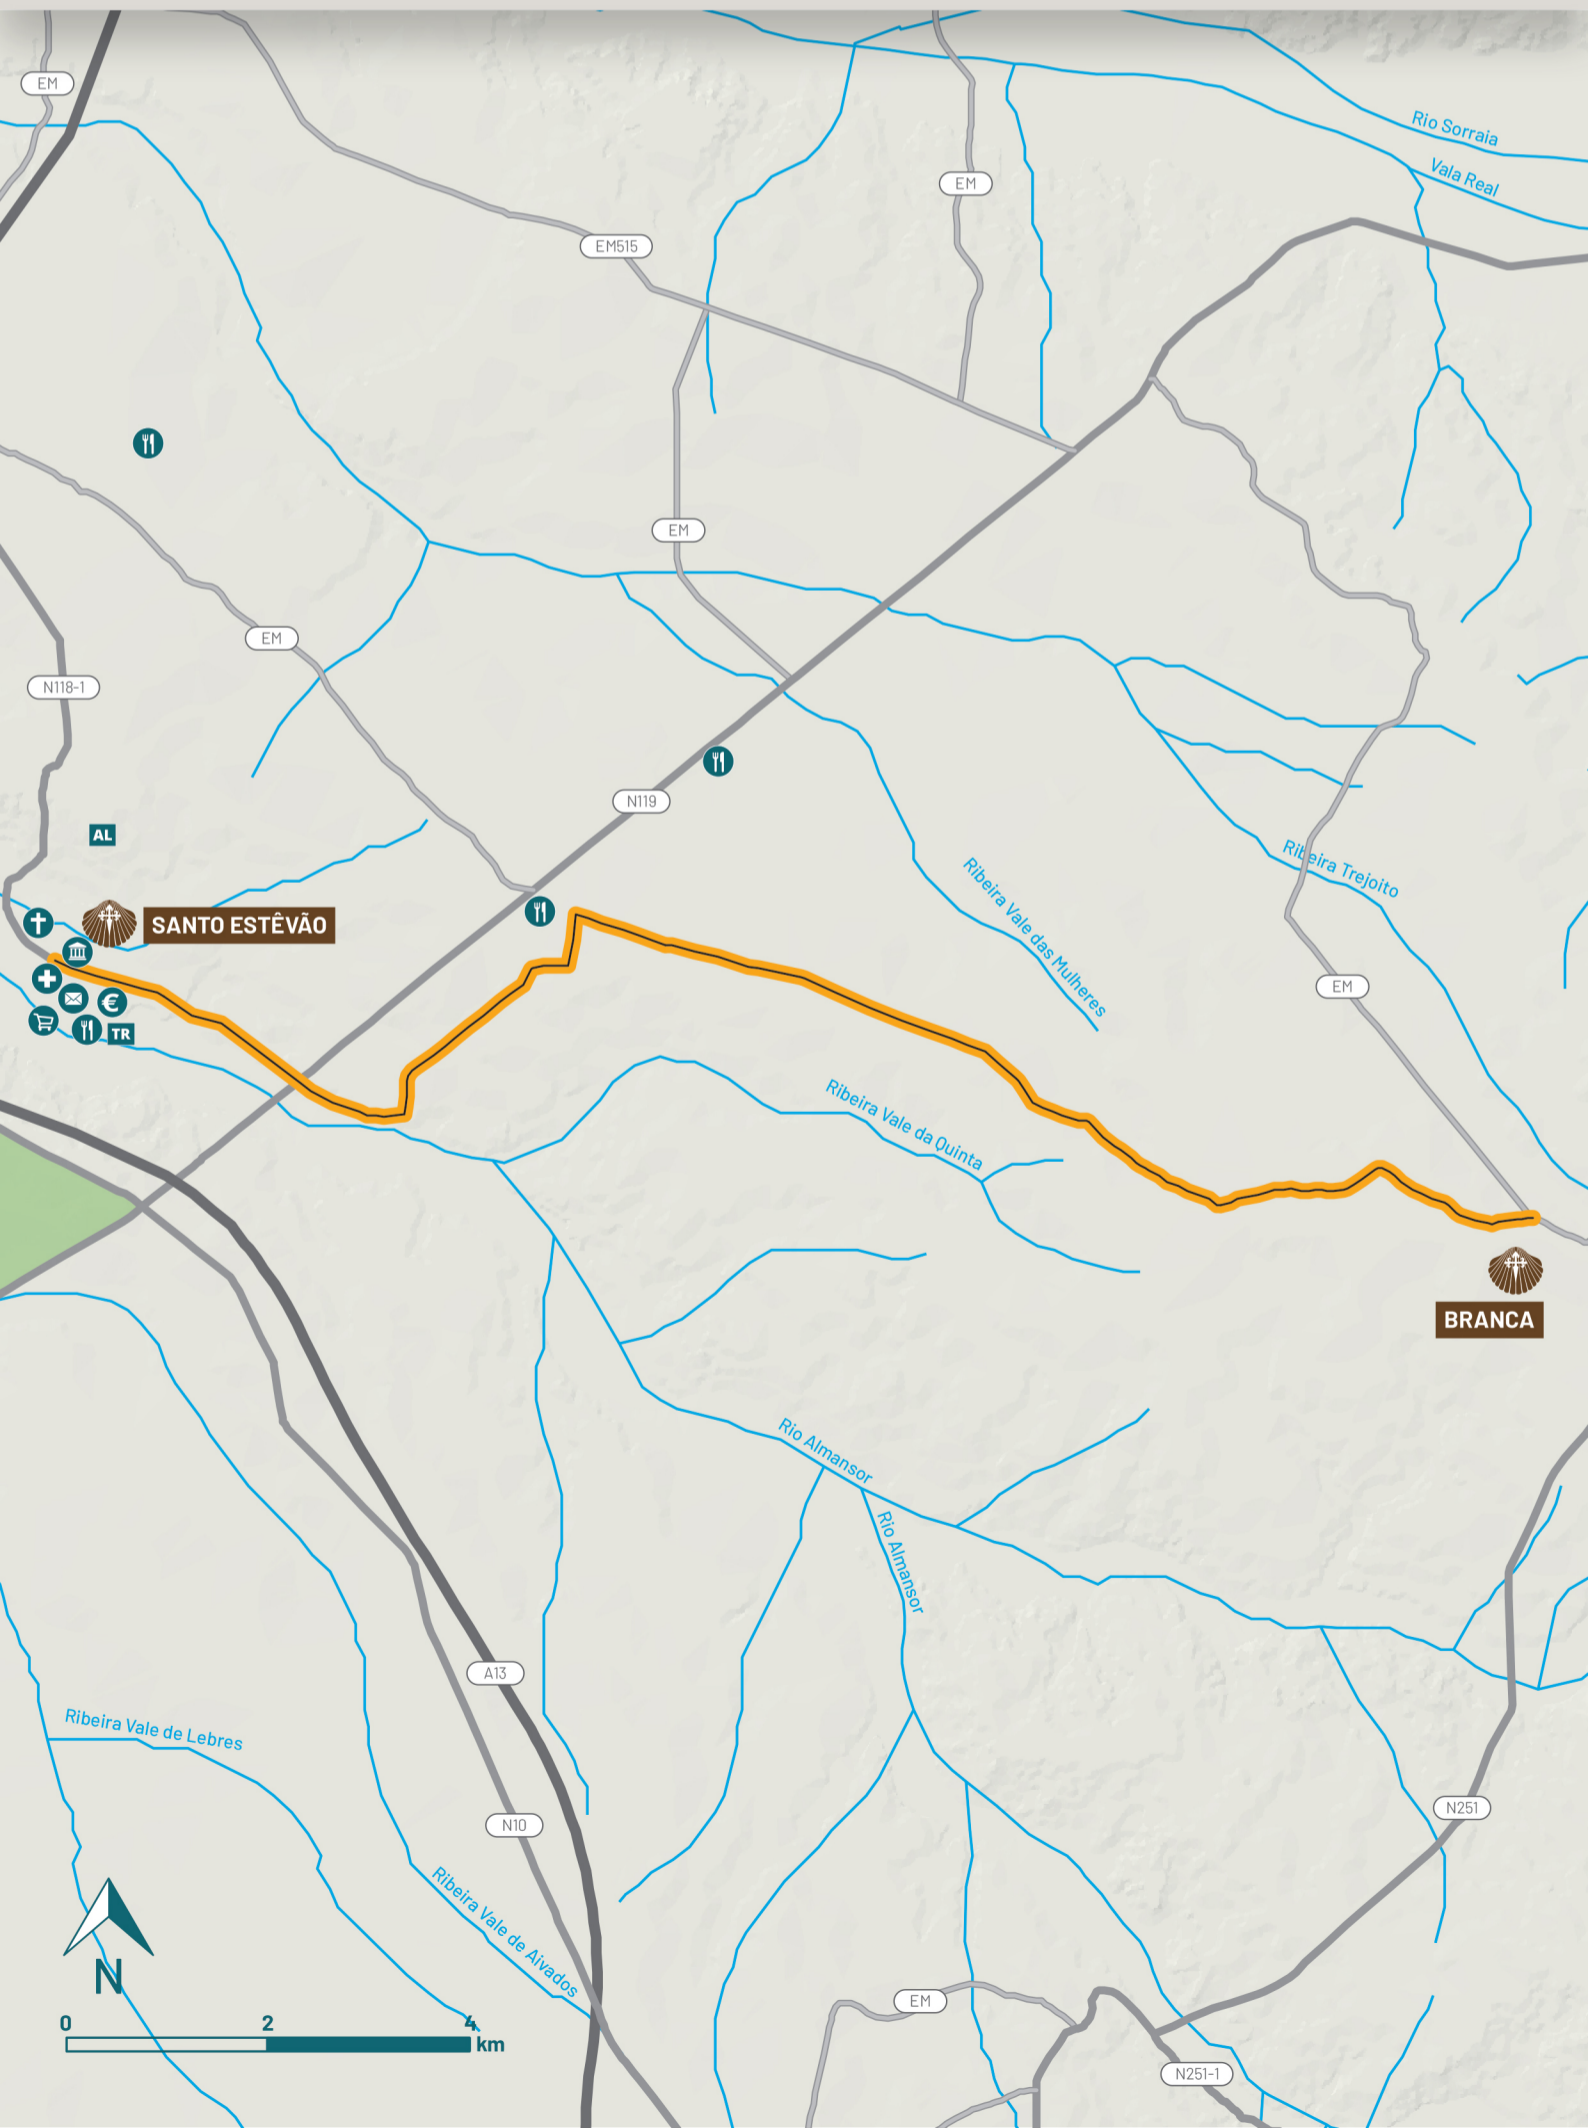 EM
Rio Sorraia
Vala Real
EM
EM515
EM
EM
N118-1
N119
AL
Ribeira Trejoito
Ribeira Vale das Mulheres
SANTO ESTÊVÃO
EM
€
TR
Ribeira Vale da Quinta
BRANCA
Rio Almansor
Rio Almansor
A13
Ribeira Vale de Lebres
N251
N10
Ribeira Vale de Aivados
N
EM
0 2 4
km
N251-1